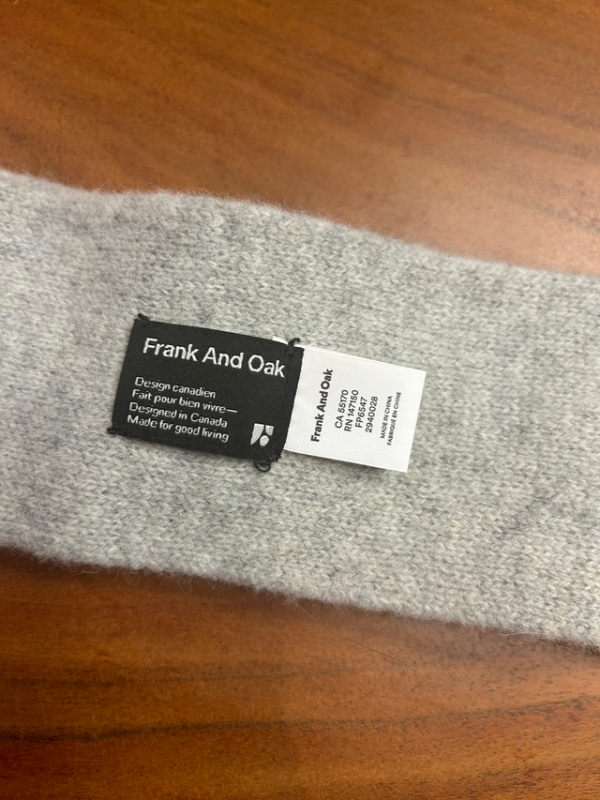 Frank And Oak
Design canadien
Fait pour bien vivre—
Designed in Canada
Made for good living
Frank And Oak
CA 55170
RN 147150
FP6547
2940028
MADE IN CHINA
FABRIQUÉ EN CHINE